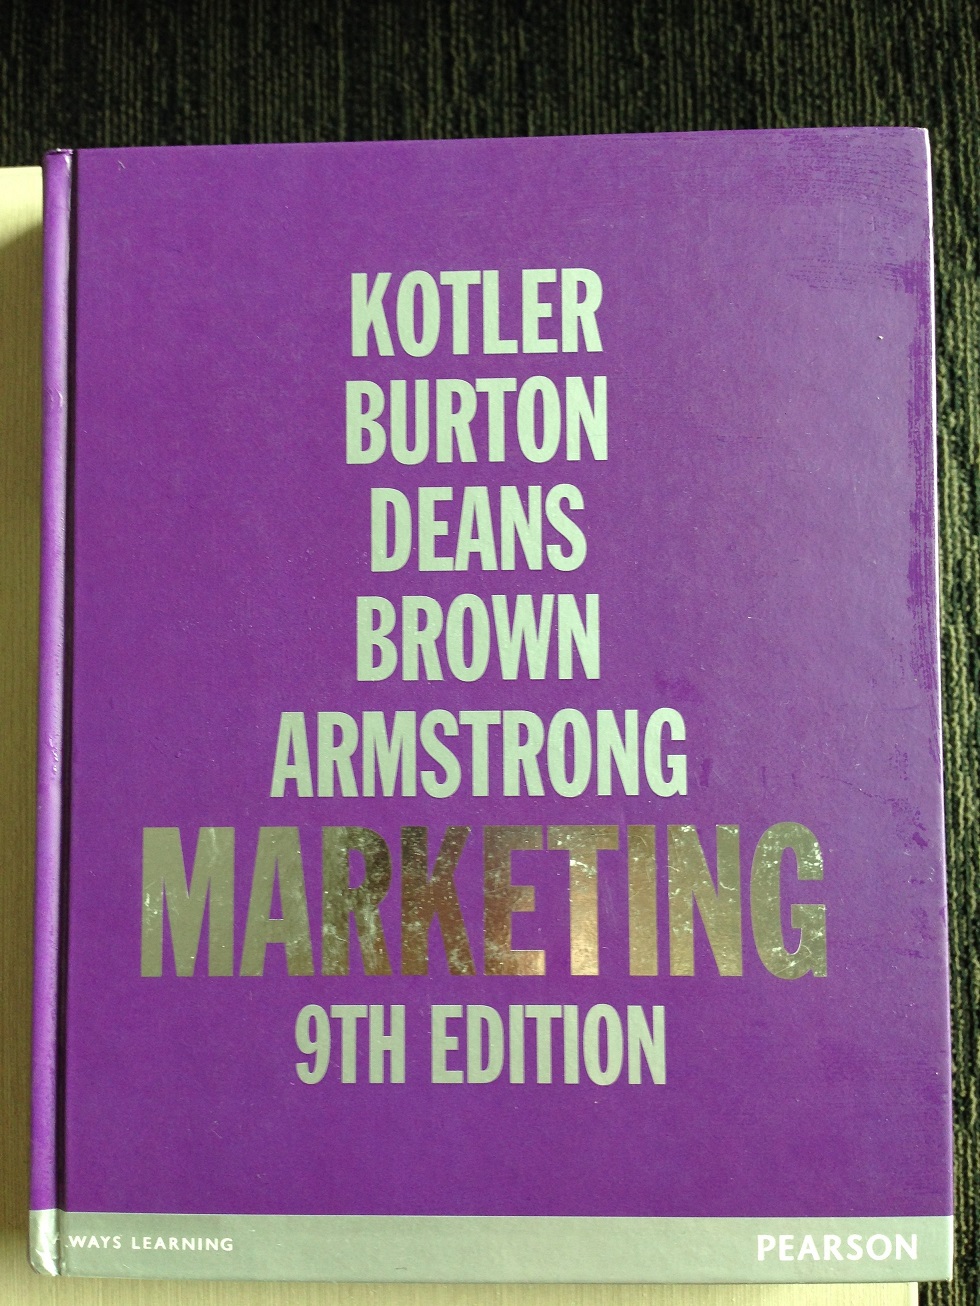 KOTLER
BURTON
DEANS
BROWN
ARMSTRONG
MARKETING
9TH EDITION
WAYS LEARNING
PEARSON